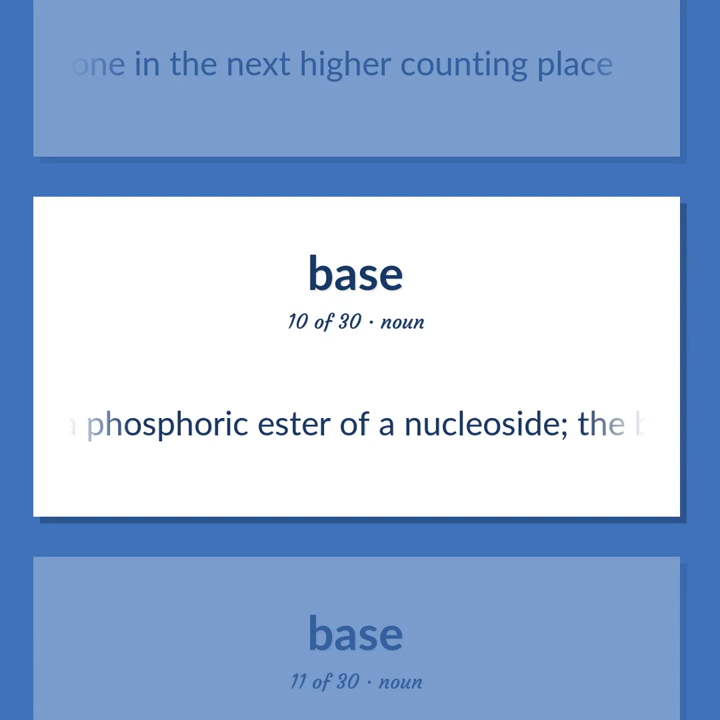 one in the next higher counting place
base
10 of 30 · noun
a phosphoric ester of a nucleoside; the b
base
11 of 30 · noun